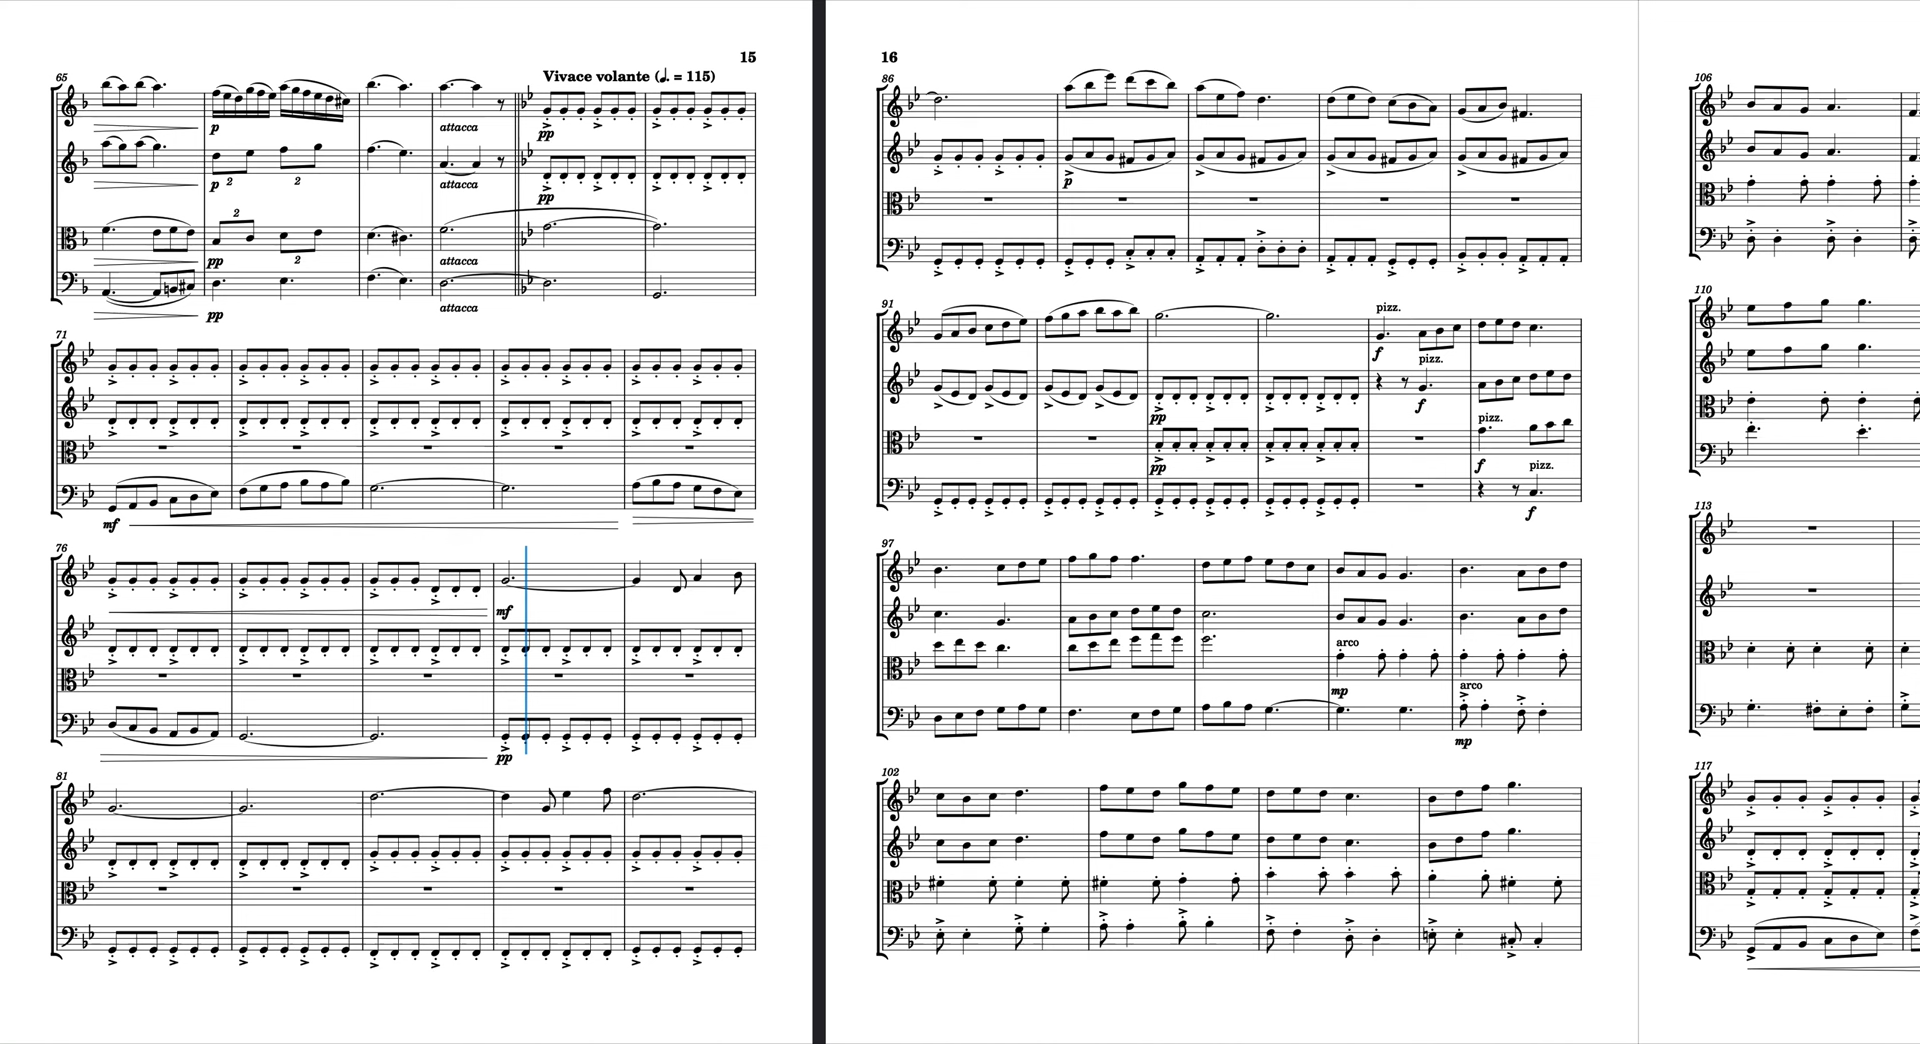 15
65
Vivace volante (♩. = 115)
p
attacca
pp
p 2 2
attacca
pp
2
pp 2
attacca
pp
attacca
71
mf
76
mf
pp
81
16
86
p
91
pizz.
f
pizz.
f
pp
pizz.
pp
f
pizz.
f
97
arco
mp
arco
mp
102
106
110
113
117